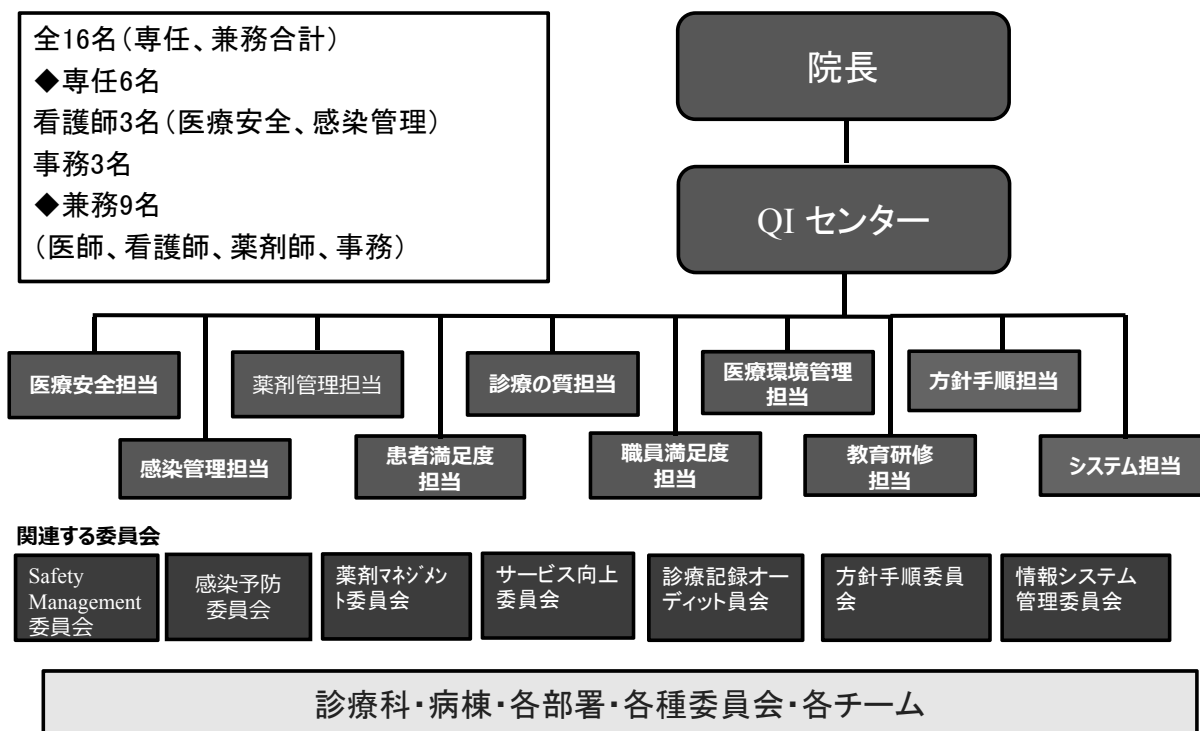 全16名(専任、兼務合計)
◆専任6名
看護師3名(医療安全、感染管理)
事務3名
◆兼務9名
(医師、看護師、薬剤師、事務)
院長
QI センター
医療安全担当
薬剤管理担当
診療の質担当
医療環境管理
担当
方針手順担当
感染管理担当
患者満足度
担当
職員満足度
担当
教育研修
担当
システム担当
関連する委員会
Safety
Management
委員会
感染予防
委員会
薬剤マネジメン
ト委員会
サービス向上
委員会
診療記録オー
ディット員会
方針手順委員
会
情報システム
管理委員会
診療科・病棟・各部署・各種委員会・各チーム